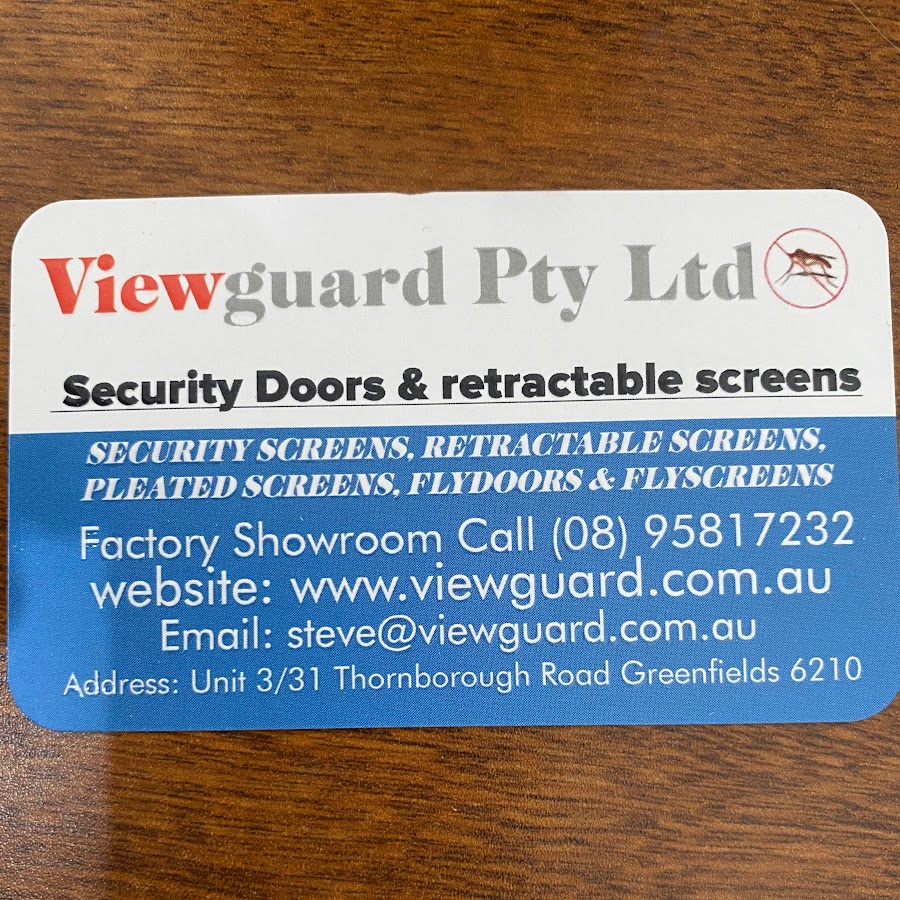 Viewguard Pty Ltd
Security Doors & retractable screens
SECURITY SCREENS, RETRACTABLE SCREENS,
PLEATED SCREENS, FLYDOORS & FLYSCREENS
Factory Showroom Call (08) 95817232
website: www.viewguard.com.au
Email: steve@viewguard.com.au
Address: Unit 3/31 Thornborough Road Greenfields 6210